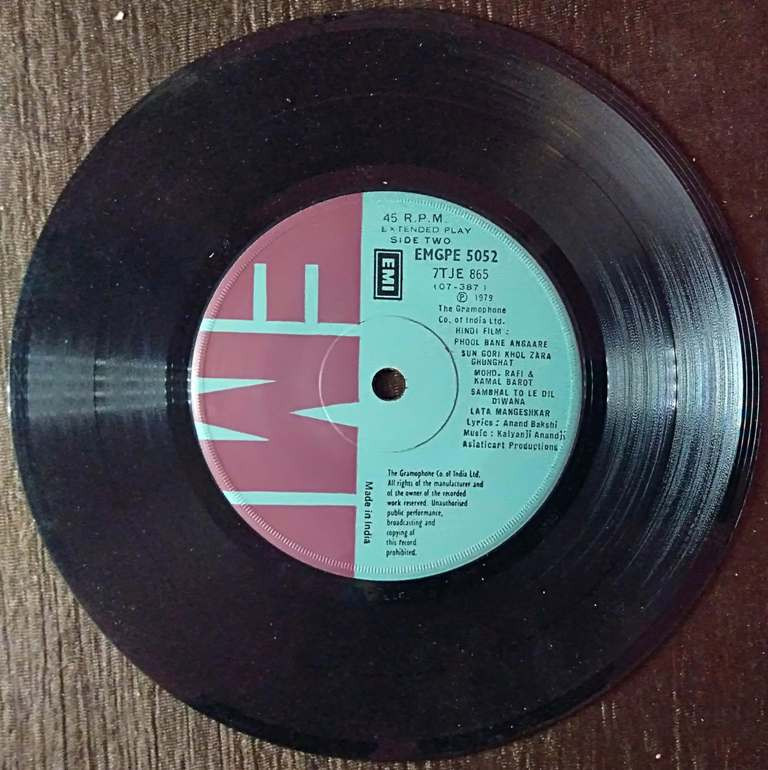 45 R.P.M.
EXTENDED PLAY
SIDE TWO
EMI
EMGPE 5052
7TJE 865
(07-387)
Ⓟ 1979
The Gramophone
Co. of India Ltd.
HINDI FILM :
PHOOL BANE ANGAARE
SUN GORI KHOL ZARA
GHUNGHAT
MOHD. RAFI &
KAMAL BAROT
SAMBHAL TO LE DIL
DIWANA
LATA MANGESHKAR
Lyrics : Anand Bakshi
Music : Kalyanji Anandji
Asiaticart Productions
The Gramophone Co. of India Ltd.
All rights of the manufacturer and
of the owner of the recorded
work reserved. Unauthorised
public performance,
broadcasting and
copying of
this record
prohibited.
Made in India
EMI